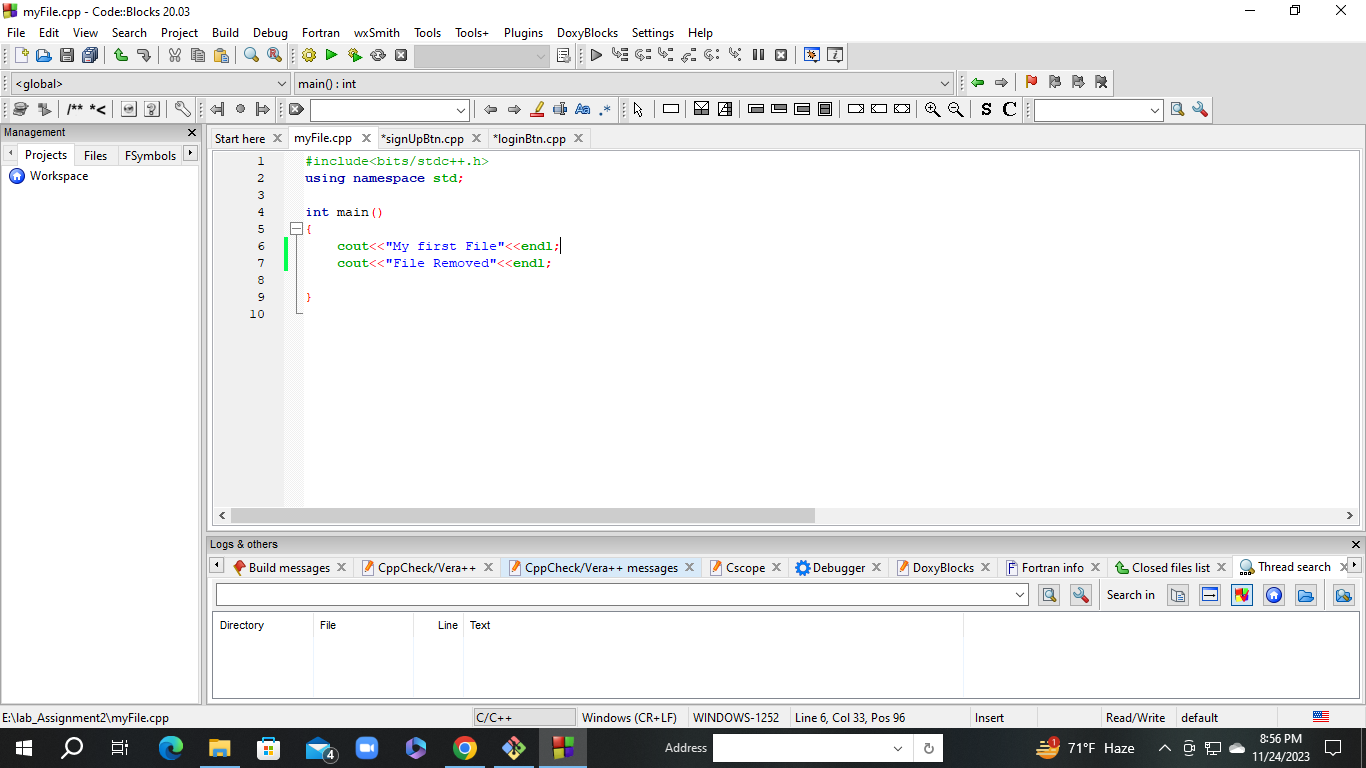 myFile.cpp - Code::Blocks 20.03
File Edit View Search Project Build Debug Fortran wxSmith Tools Tools+ Plugins DoxyBlocks Settings Help
<global> main() : int
/** *< Aa .* S C
Management
Projects Files FSymbols
Workspace
Start here myFile.cpp *signUpBtn.cpp *loginBtn.cpp
1 #include<bits/stdc++.h>
2 using namespace std;
3
4 int main()
5 {
6 cout<<"My first File"<<endl;
7 cout<<"File Removed"<<endl;
8
9 }
10
Logs & others
Build messages CppCheck/Vera++ CppCheck/Vera++ messages Cscope Debugger DoxyBlocks Fortran info Closed files list Thread search
Search in
Directory File Line Text
E:\lab_Assignment2\myFile.cpp C/C++ Windows (CR+LF) WINDOWS-1252 Line 6, Col 33, Pos 96 Insert Read/Write default
4 Address 1 71°F Haze 8:56 PM
11/24/2023